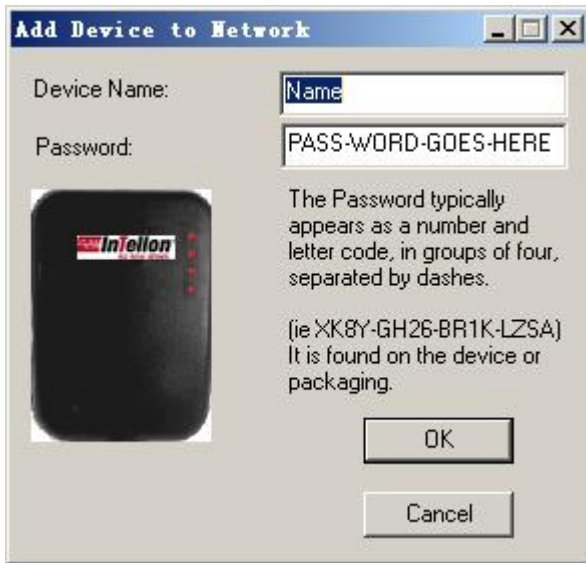 Add Device to Network
Device Name:
Name
Password:
PASS-WORD-GOES-HERE
InTellon
The Password typically
appears as a number and
letter code, in groups of four,
separated by dashes.
(ie XK8Y-GH26-BR1K-LZSA)
It is found on the device or
packaging.
OK
Cancel